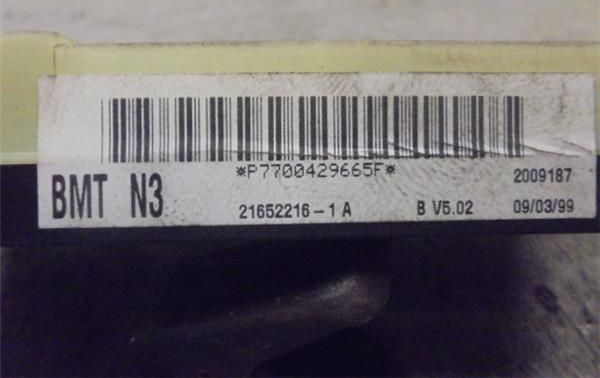 *P7700429665F*
2009187
BMT N3
21652216-1 A
B V5.02
09/03/99